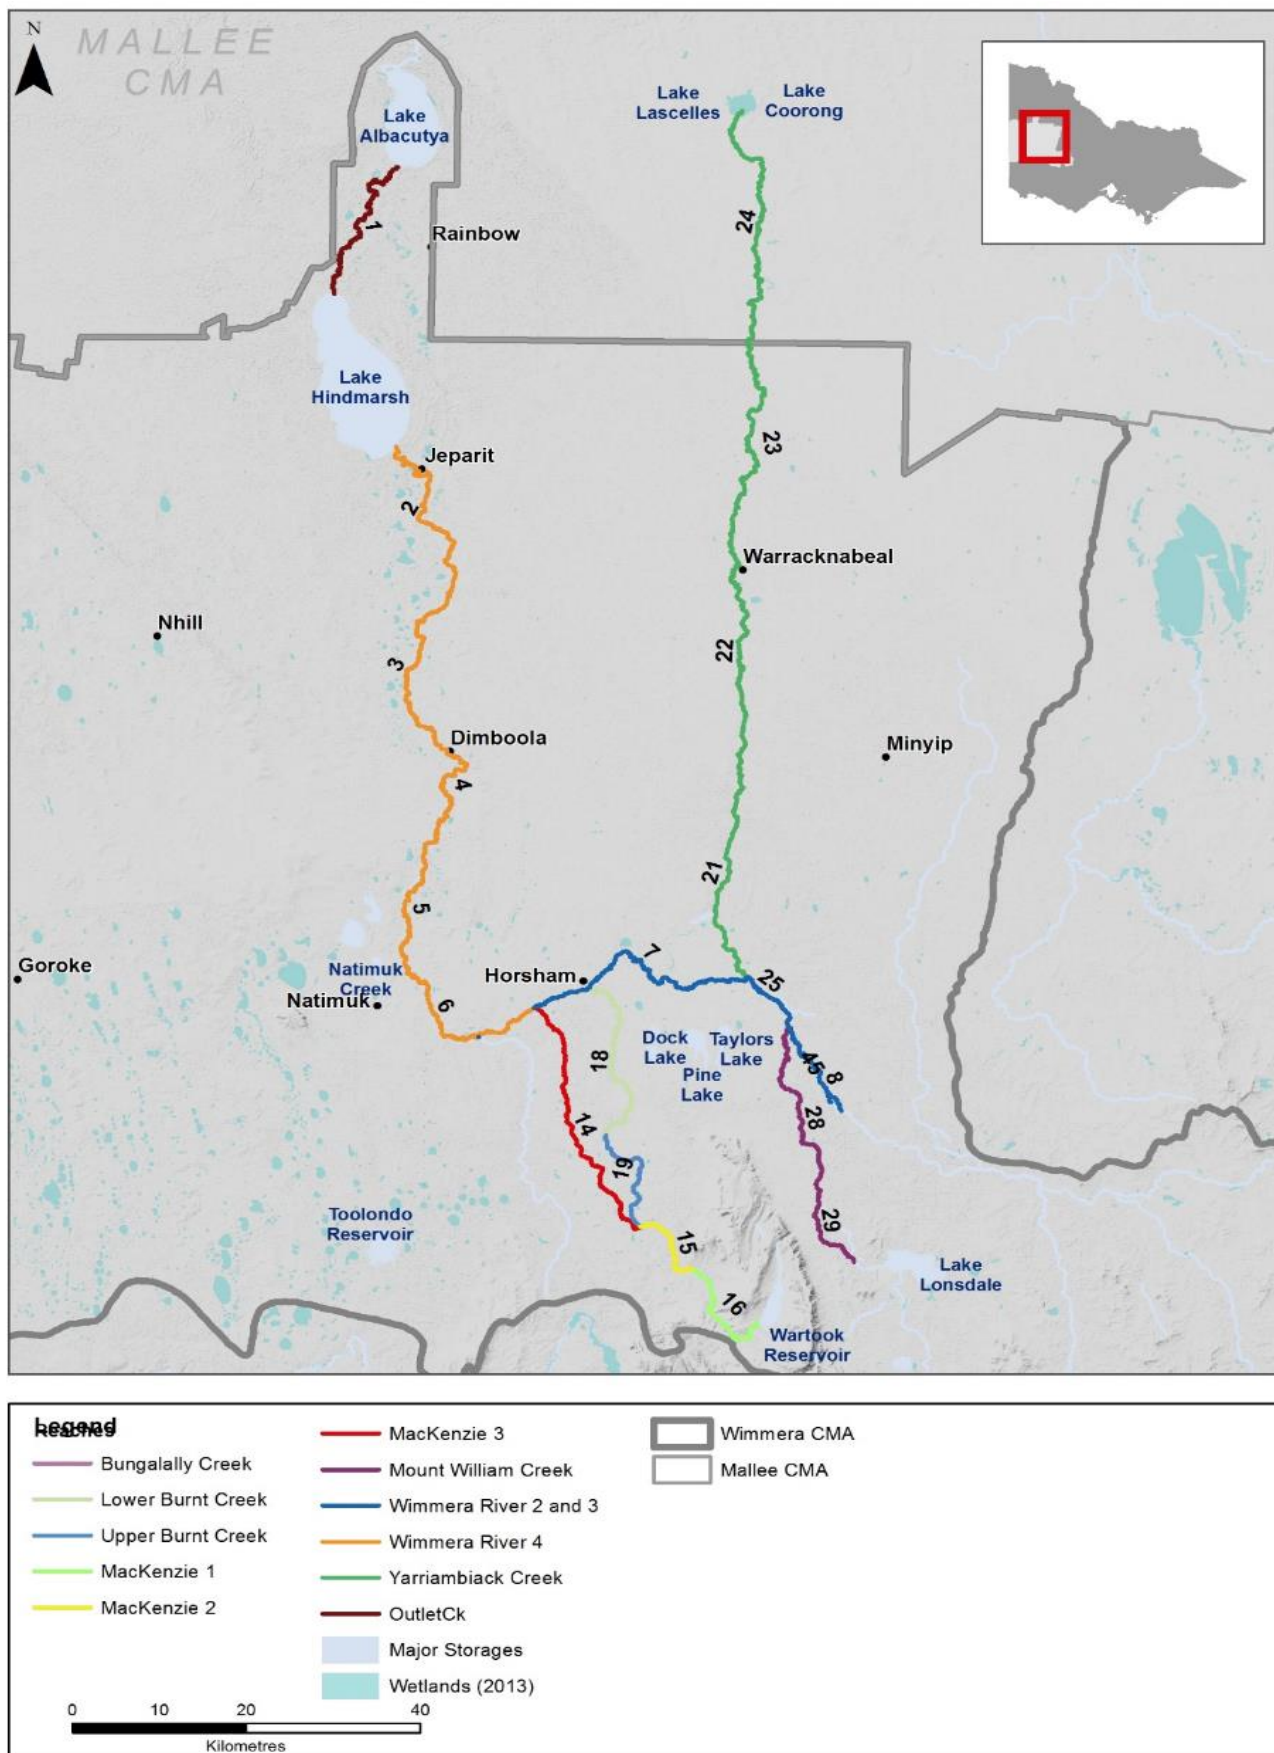 N
MALLEE
CMA
Lake
Albacutya
Lake
Lascelles
Lake
Coorong
1
Rainbow
24
Lake
Hindmarsh
23
Jeparit
2
Warracknabeal
Nhill
22
3
Dimboola
Minyip
4
21
5
Goroke
Natimuk
Creek
Natimuk
Horsham
7
25
6
Dock
Lake
Taylors
Lake
Pine
Lake
18
45
8
14
28
19
Toolondo
Reservoir
29
15
Lake
Lonsdale
16
Wartook
Reservoir
Legend
Reaches
Bungalally Creek
Lower Burnt Creek
Upper Burnt Creek
MacKenzie 1
MacKenzie 2
MacKenzie 3
Mount William Creek
Wimmera River 2 and 3
Wimmera River 4
Yarriambiack Creek
OutletCk
Major Storages
Wetlands (2013)
Wimmera CMA
Mallee CMA
0 10 20 40
Kilometres